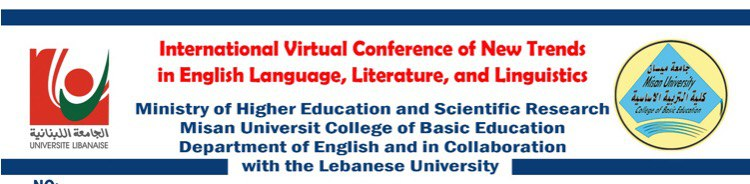 International Virtual Conference of New Trends
in English Language, Literature, and Linguistics
Ministry of Higher Education and Scientific Research
Misan Universit College of Basic Education
Department of English and in Collaboration
with the Lebanese University
الجامعة اللبنانية
UNIVERSITE LIBANAISE
جامعة ميسان
Misan University
كلية التربية الاساسية
College of Basic Education
NO: